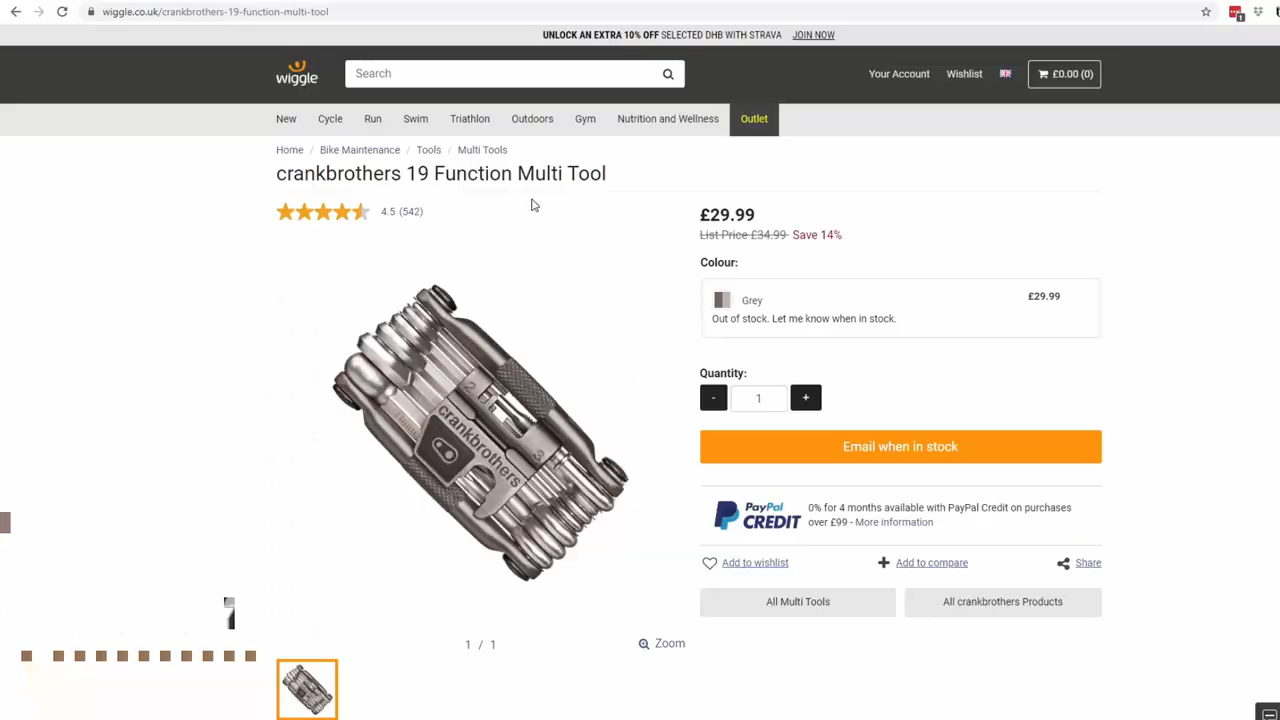 wiggle.co.uk/crankbrothers-19-function-multi-tool
1
UNLOCK AN EXTRA 10% OFF SELECTED DHB WITH STRAVA JOIN NOW
wiggle
Search
Your Account Wishlist £0.00 (0)
New Cycle Run Swim Triathlon Outdoors Gym Nutrition and Wellness Outlet
Home / Bike Maintenance / Tools / Multi Tools
crankbrothers 19 Function Multi Tool
4.5 (542)
£29.99
List Price £34.99 Save 14%
Colour:
Grey £29.99
Out of stock. Let me know when in stock.
Quantity:
- 1 +
Email when in stock
PayPal CREDIT
0% for 4 months available with PayPal Credit on purchases
over £99 - More information
Add to wishlist Add to compare Share
All Multi Tools All crankbrothers Products
2
crankbrothers
3
1 / 1 Zoom